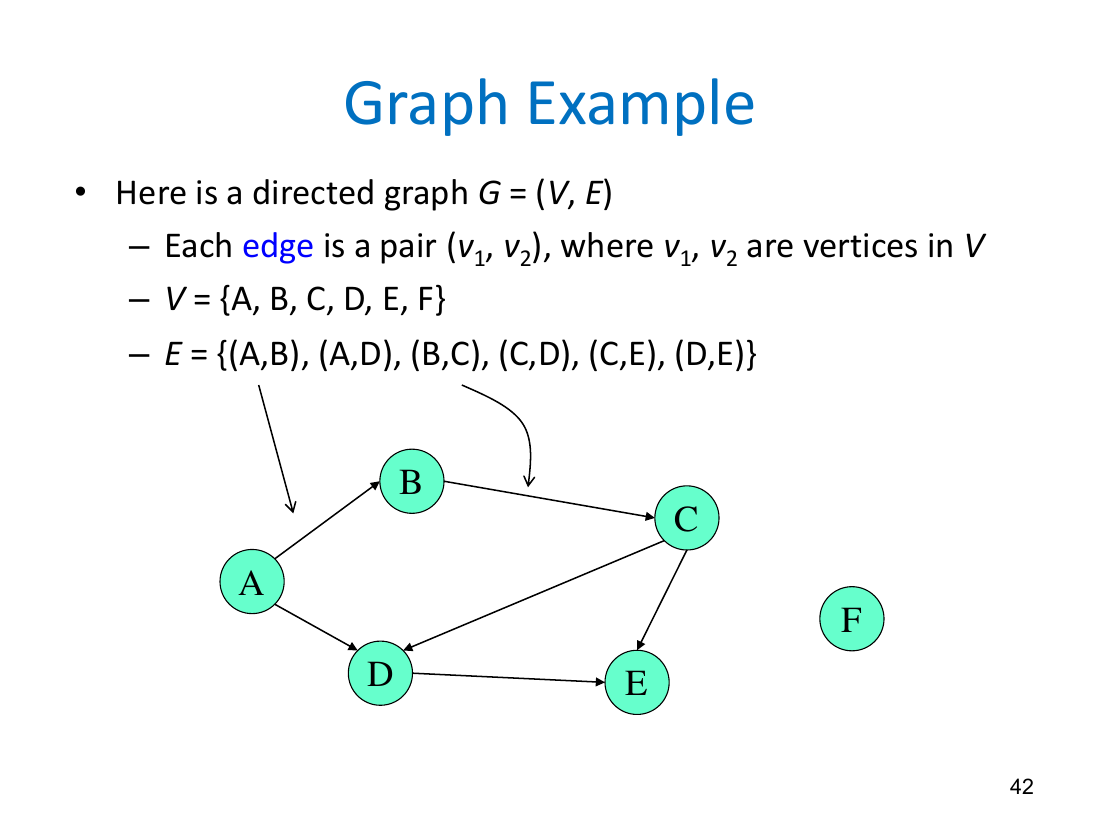 Graph Example
• Here is a directed graph G = (V, E)
– Each edge is a pair (v₁, v₂), where v₁, v₂ are vertices in V
– V = {A, B, C, D, E, F}
– E = {(A,B), (A,D), (B,C), (C,D), (C,E), (D,E)}
B
C
A
F
D
E
42